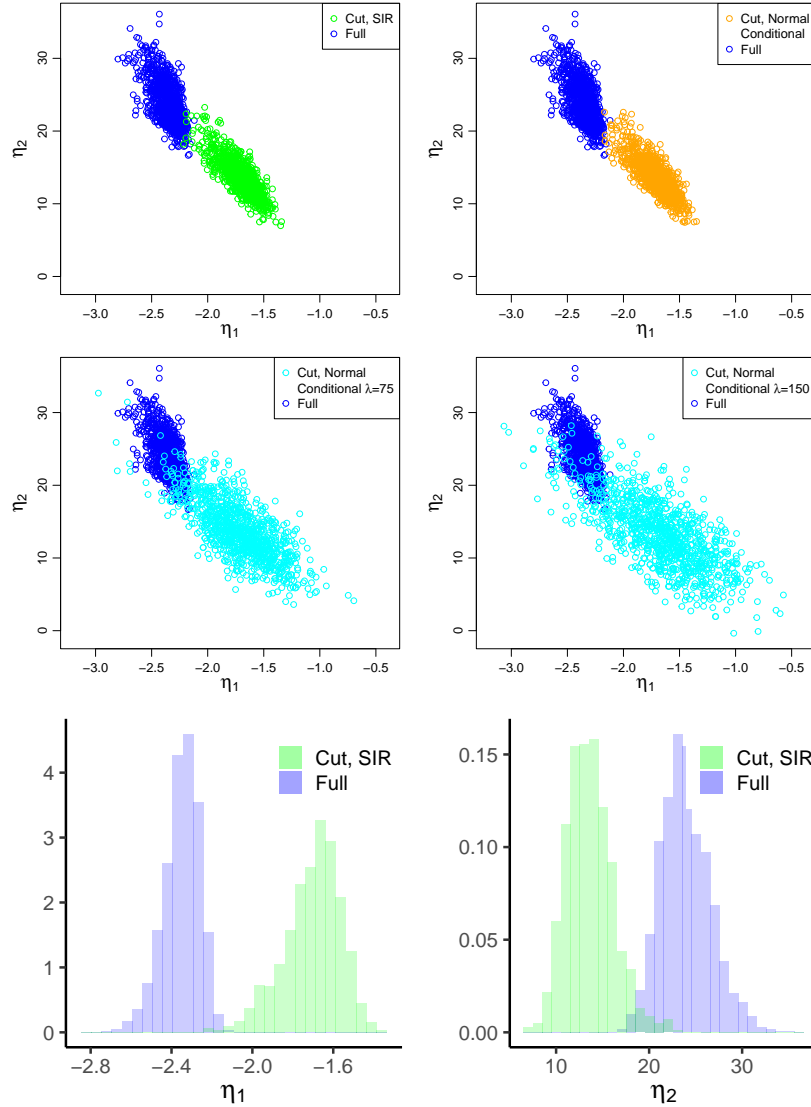 Cut, SIR
Full
η2
0 10 20 30
−3.0 −2.5 −2.0 −1.5 −1.0 −0.5
η1
Cut, Normal
Conditional
Full
η2
0 10 20 30
−3.0 −2.5 −2.0 −1.5 −1.0 −0.5
η1
Cut, Normal
Conditional λ=75
Full
η2
0 10 20 30
−3.0 −2.5 −2.0 −1.5 −1.0 −0.5
η1
Cut, Normal
Conditional λ=150
Full
η2
0 10 20 30
−3.0 −2.5 −2.0 −1.5 −1.0 −0.5
η1
Cut, SIR
Full
4
3
2
1
0
−2.8 −2.4 −2.0 −1.6
η1
Cut, SIR
Full
0.15
0.10
0.05
0.00
10 20 30
η2